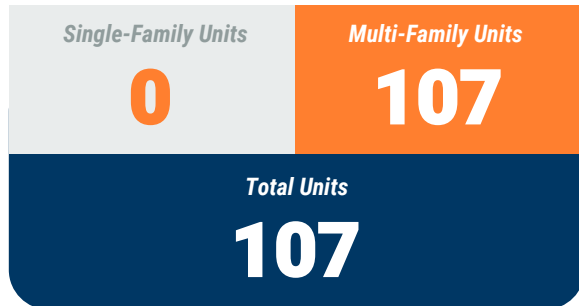 Single-Family Units
Multi-Family Units
0
107
Total Units
107